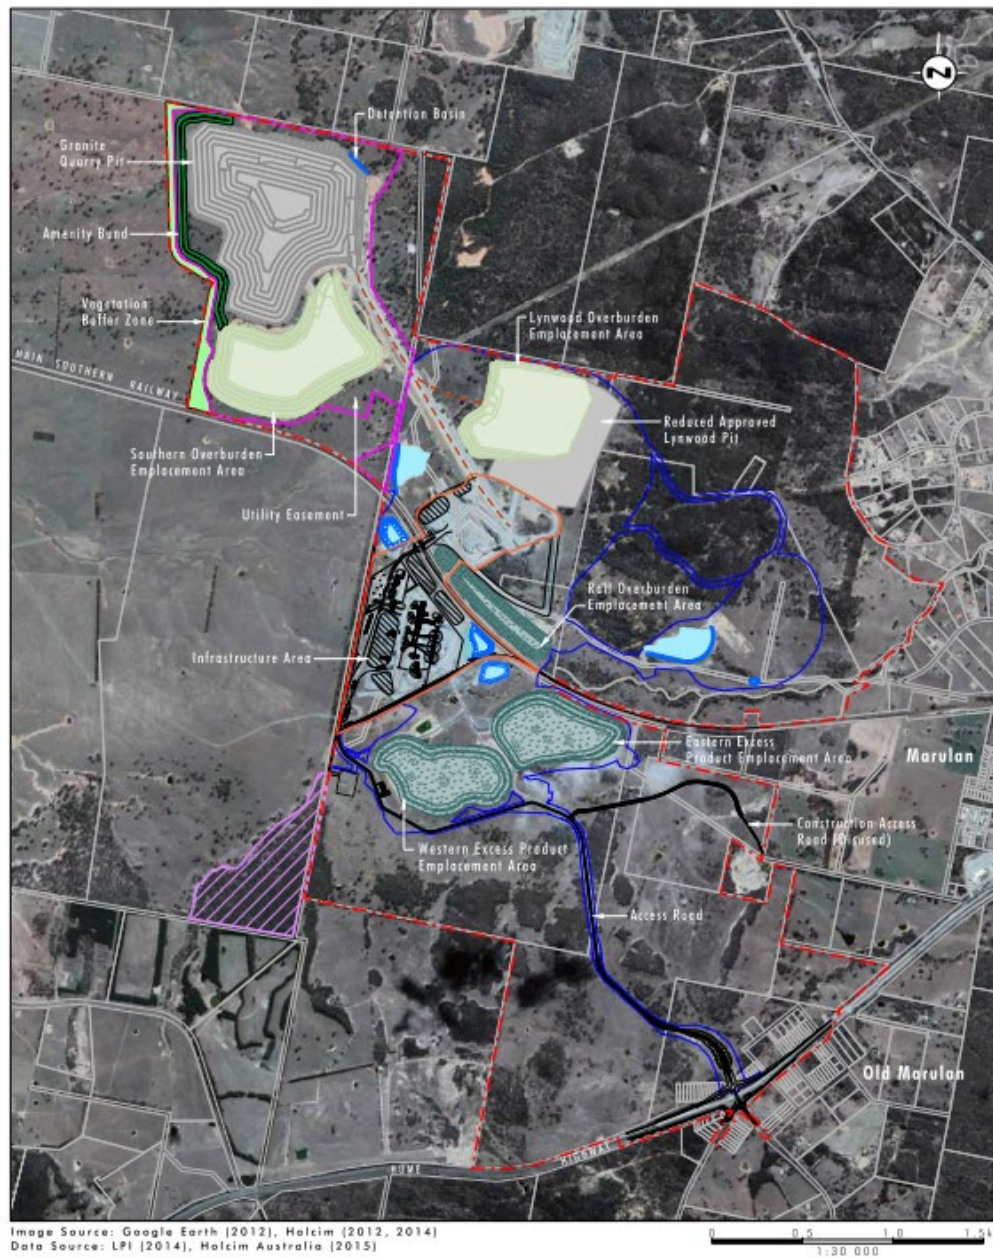 N
Detention Basin
Granite
Quarry Pit
Amenity Bund
Vegetation
Buffer Zone
MAIN SOUTHERN RAILWAY
Lynwood Overburden
Emplacement Area
Reduced Approved
Lynwood Pit
Southern Overburden
Emplacement Area
Utility Easement
Rail Overburden
Emplacement Area
Infrastructure Area
Eastern Excess
Product Emplacement Area
Marulan
Construction Access
Road (Disused)
Western Excess Product
Emplacement Area
Access Road
Old Marulan
HUME HIGHWAY
Image Source: Google Earth (2012), Holcim (2012, 2014)
Data Source: LPI (2014), Holcim Australia (2015)
0 0.5 1.0 1.5k
1:30 000